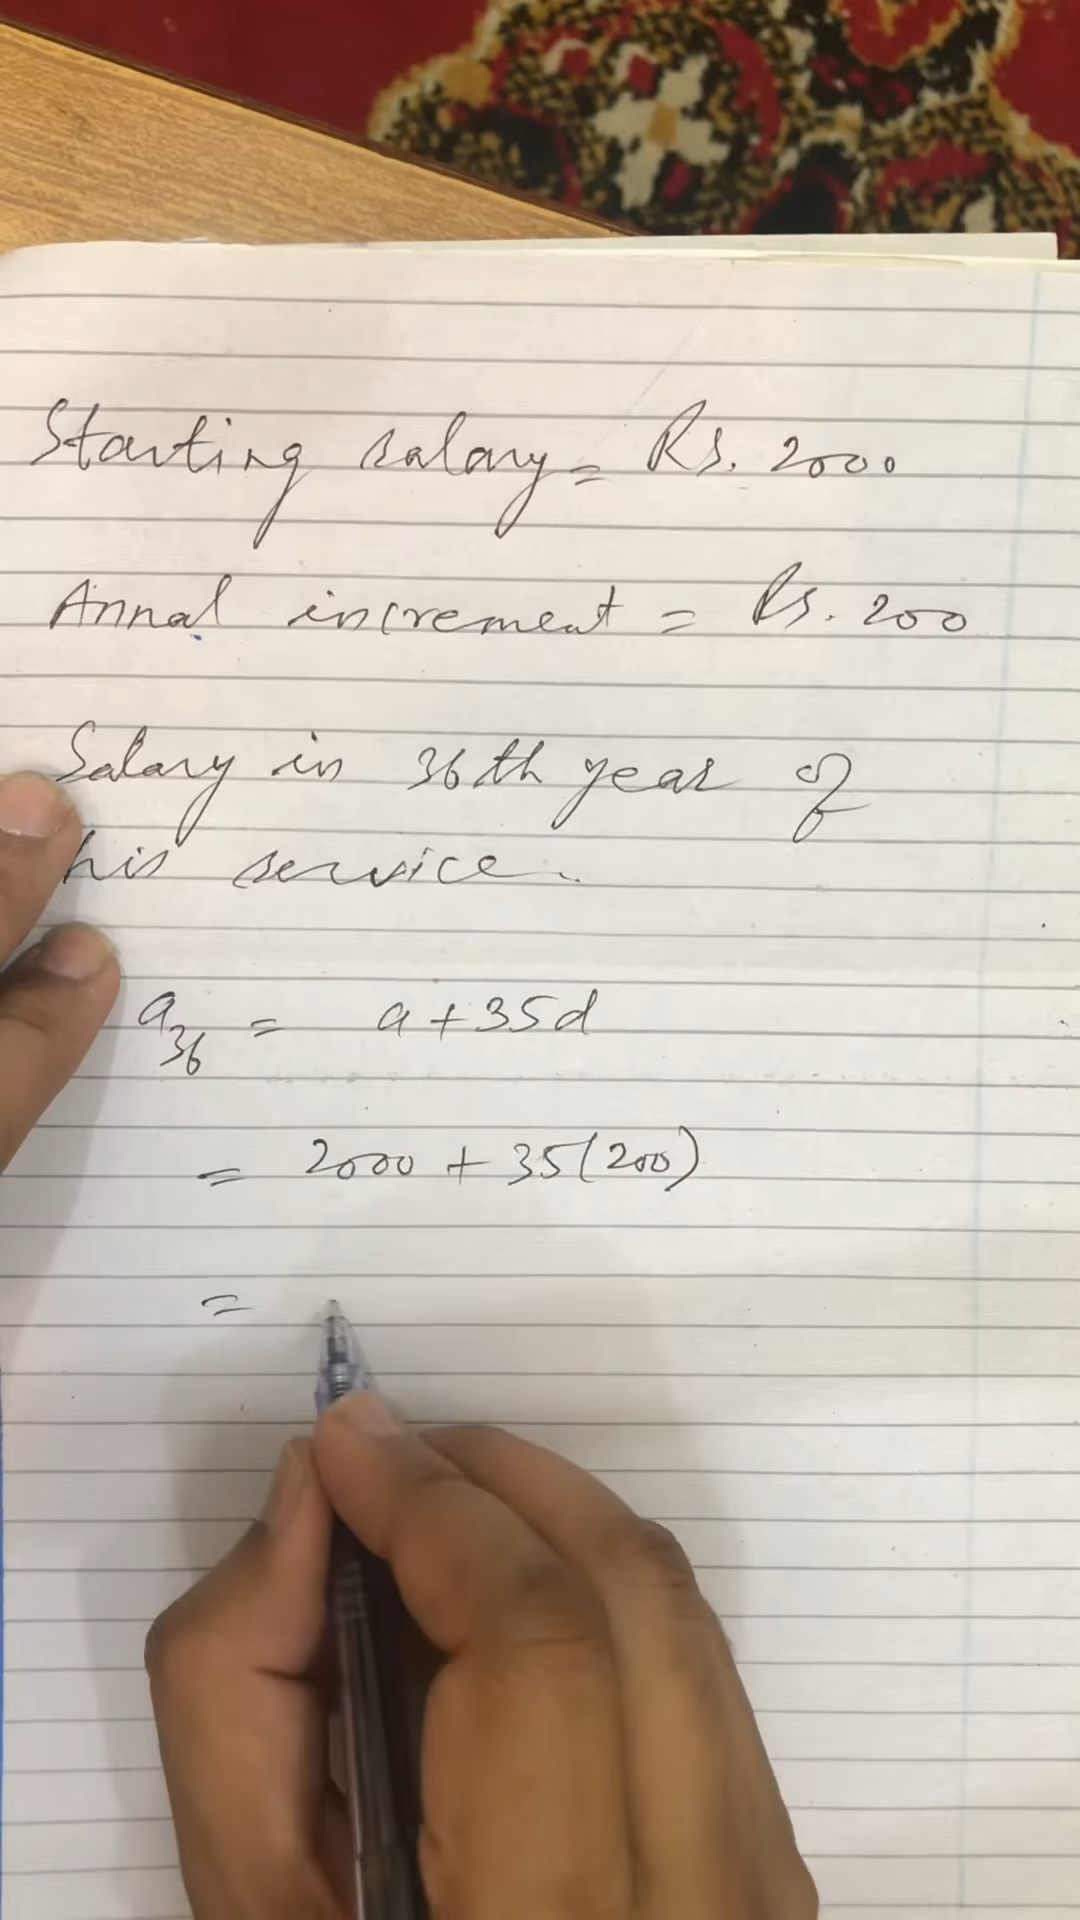 Starting salary = Rs. 2000
Annal increment = Rs. 200
Salary in 36th year of
his service.
a₃₆ = a + 35d
= 2000 + 35(200)
=